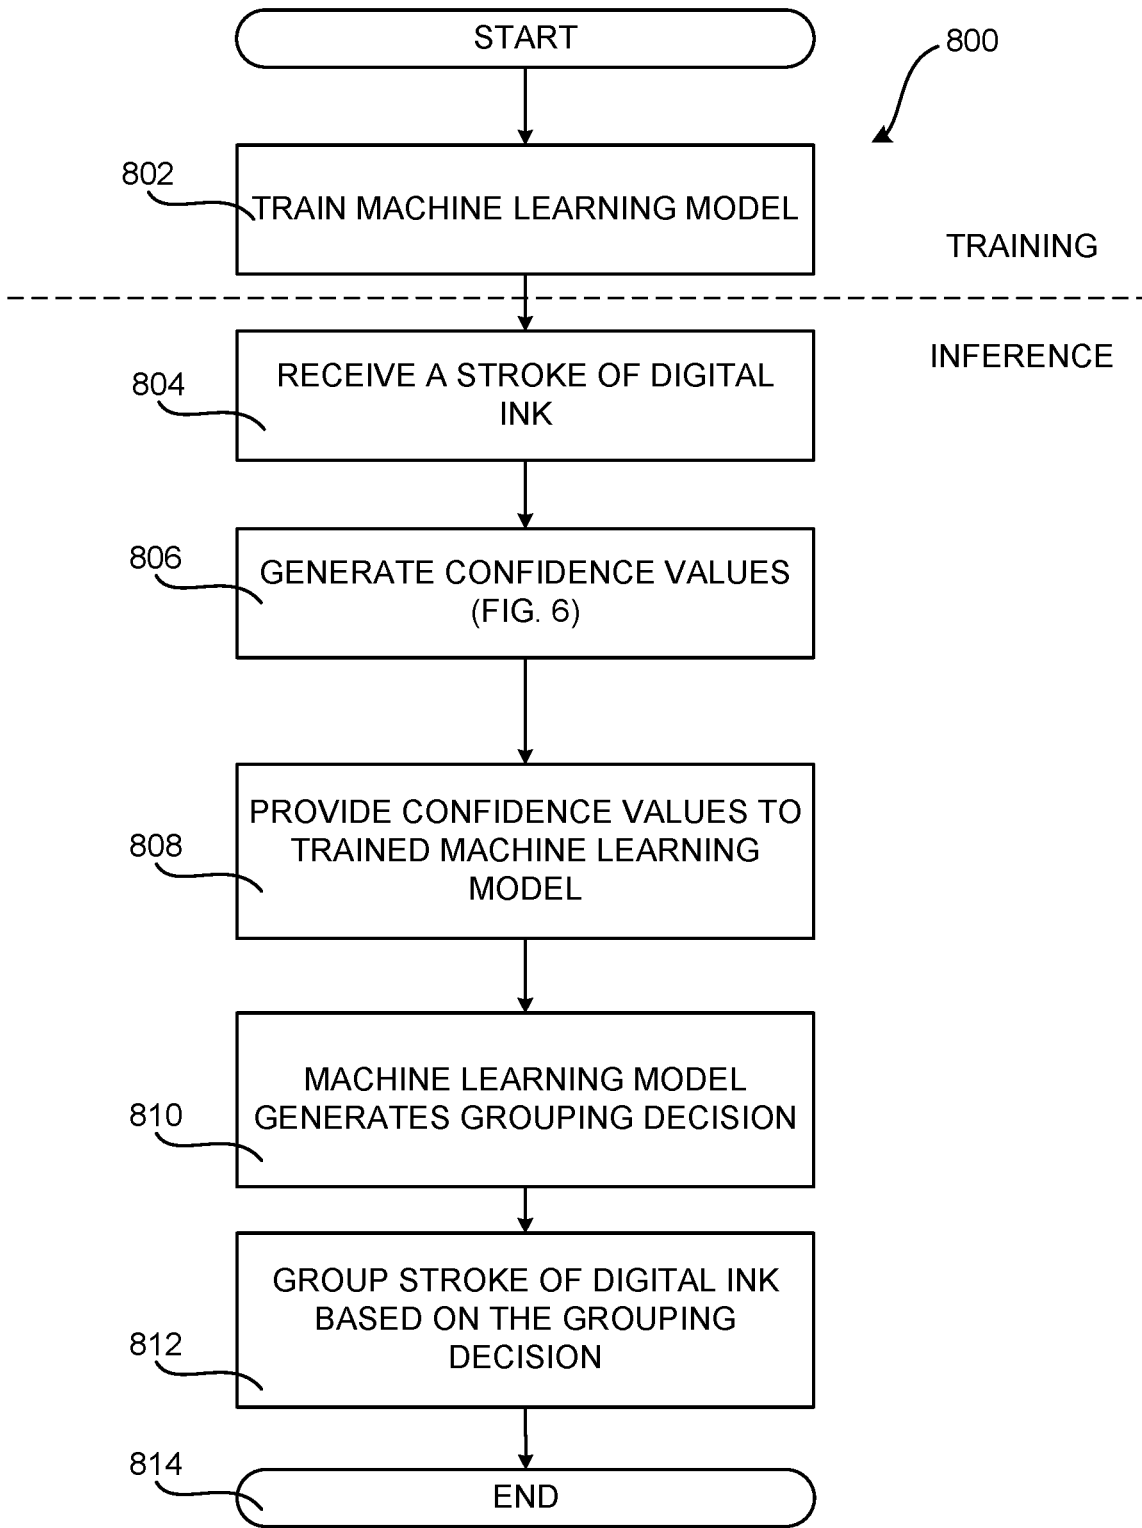 START
800
802
TRAIN MACHINE LEARNING MODEL
TRAINING
INFERENCE
804
RECEIVE A STROKE OF DIGITAL
INK
806
GENERATE CONFIDENCE VALUES
(FIG. 6)
808
PROVIDE CONFIDENCE VALUES TO
TRAINED MACHINE LEARNING
MODEL
810
MACHINE LEARNING MODEL
GENERATES GROUPING DECISION
812
GROUP STROKE OF DIGITAL INK
BASED ON THE GROUPING
DECISION
814
END